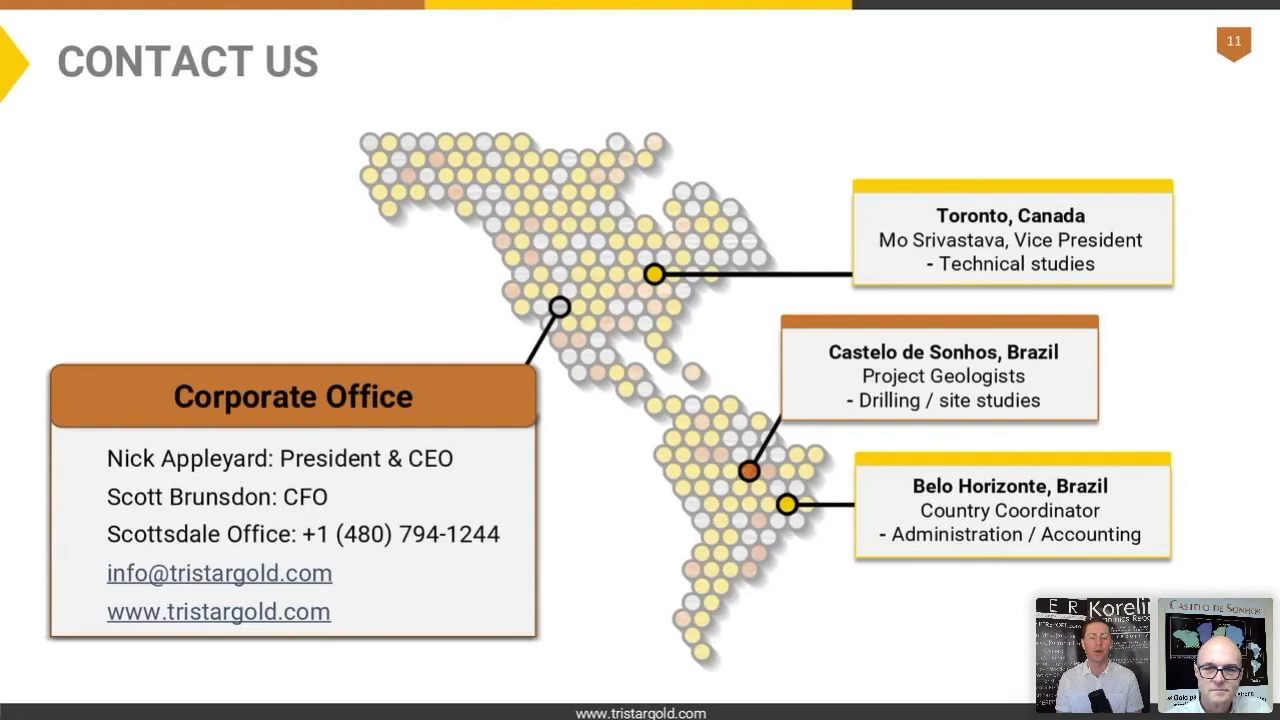 CONTACT US
11
Toronto, Canada
Mo Srivastava, Vice President
- Technical studies
Castelo de Sonhos, Brazil
Project Geologists
- Drilling / site studies
Corporate Office
Nick Appleyard: President & CEO
Scott Brunsdon: CFO
Scottsdale Office: +1 (480) 794-1244
info@tristargold.com
www.tristargold.com
Belo Horizonte, Brazil
Country Coordinator
- Administration / Accounting
E R Koreli
CASTELO DE SONHOS
www.tristargold.com